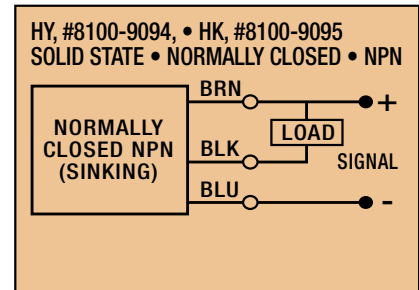 HY, #8100-9094, • HK, #8100-9095
SOLID STATE • NORMALLY CLOSED • NPN
BRN
+
NORMALLY
CLOSED NPN
(SINKING)
LOAD
BLK
SIGNAL
BLU
-